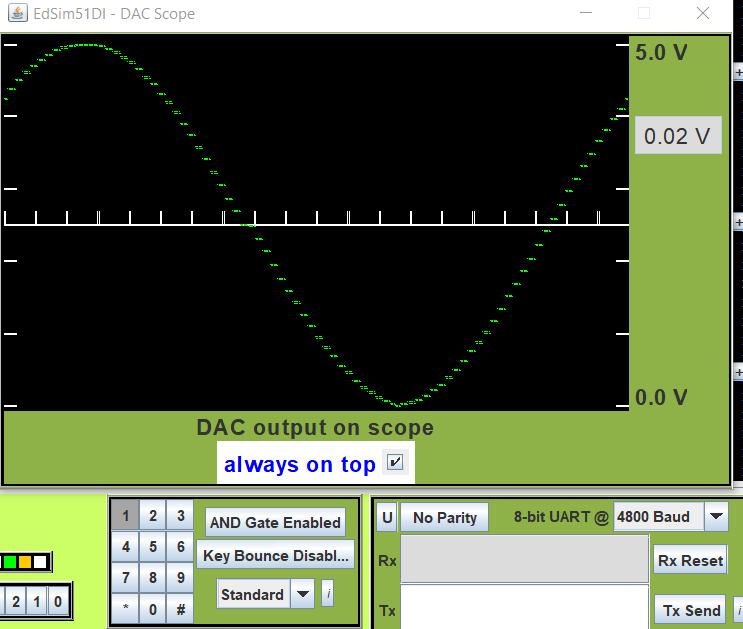 EdSim51DI - DAC Scope
5.0 V
0.02 V
0.0 V
DAC output on scope
always on top
1 2 3
4 5 6
7 8 9
* 0 #
AND Gate Enabled
Key Bounce Disabl...
Standard
i
U
No Parity
8-bit UART @
4800 Baud
Rx
Rx Reset
Tx
Tx Send
i
2 1 0
+
+
+